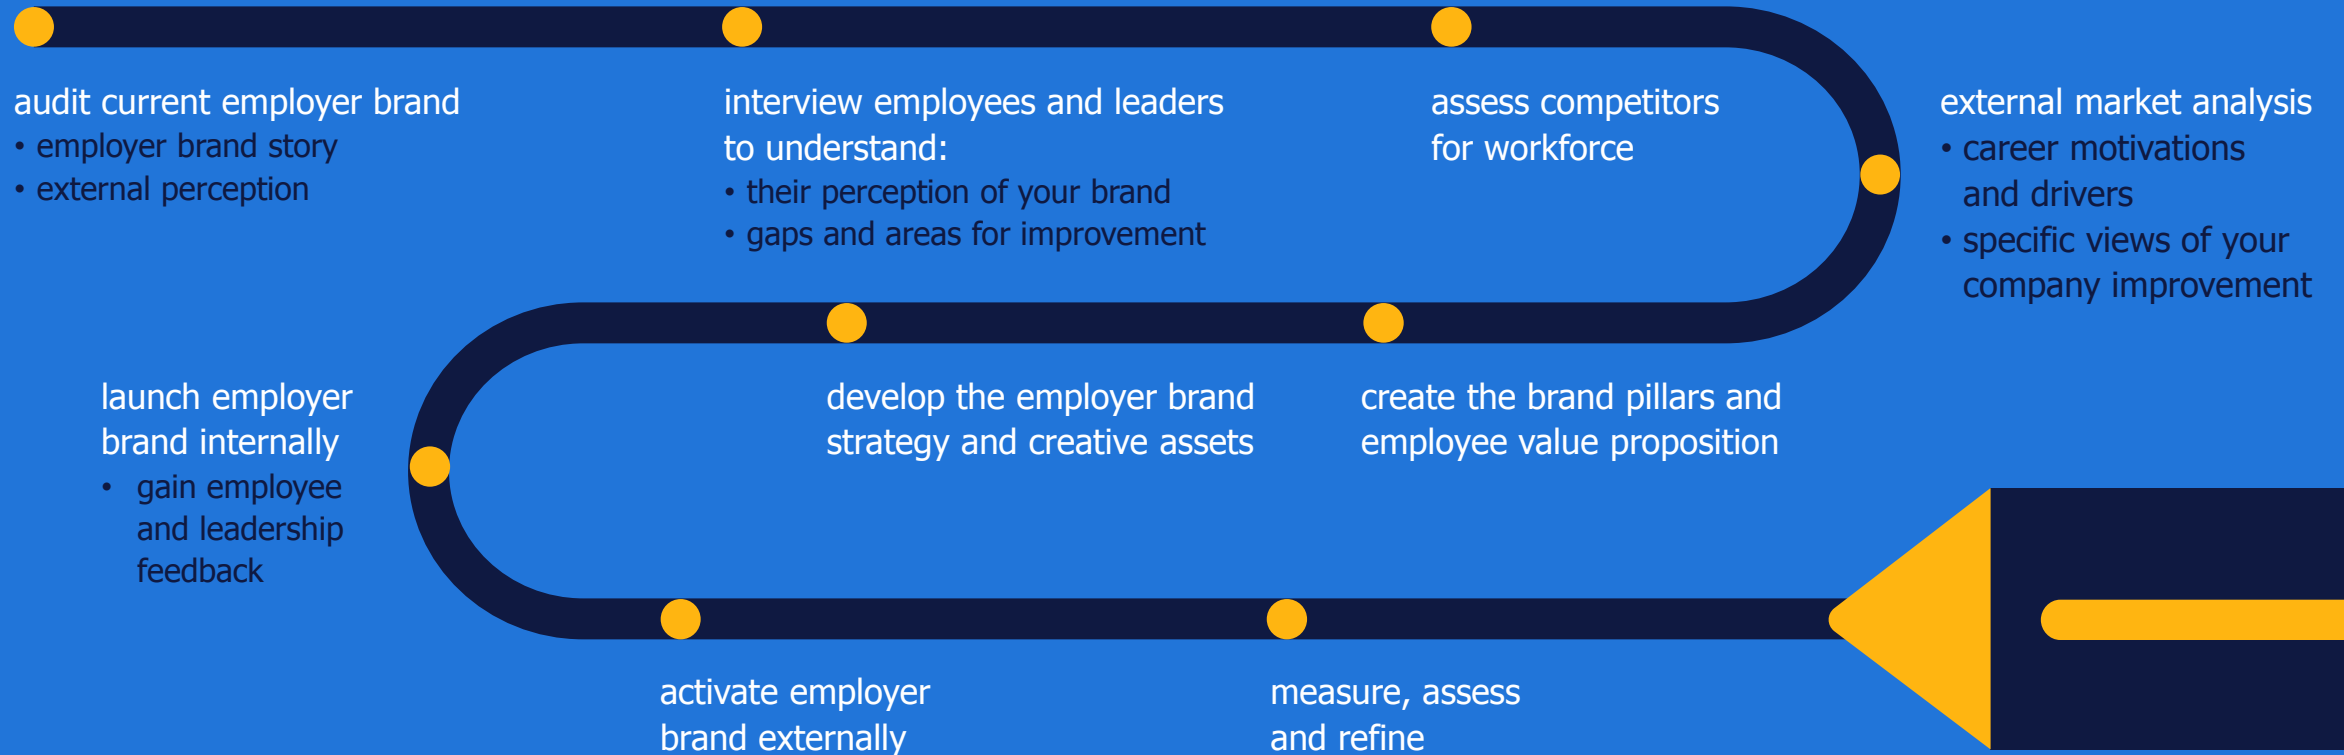 audit current employer brand
• employer brand story
• external perception
interview employees and leaders
to understand:
• their perception of your brand
• gaps and areas for improvement
assess competitors
for workforce
external market analysis
• career motivations
and drivers
• specific views of your
company improvement
create the brand pillars and
employee value proposition
develop the employer brand
strategy and creative assets
launch employer
brand internally
• gain employee
and leadership
feedback
activate employer
brand externally
measure, assess
and refine